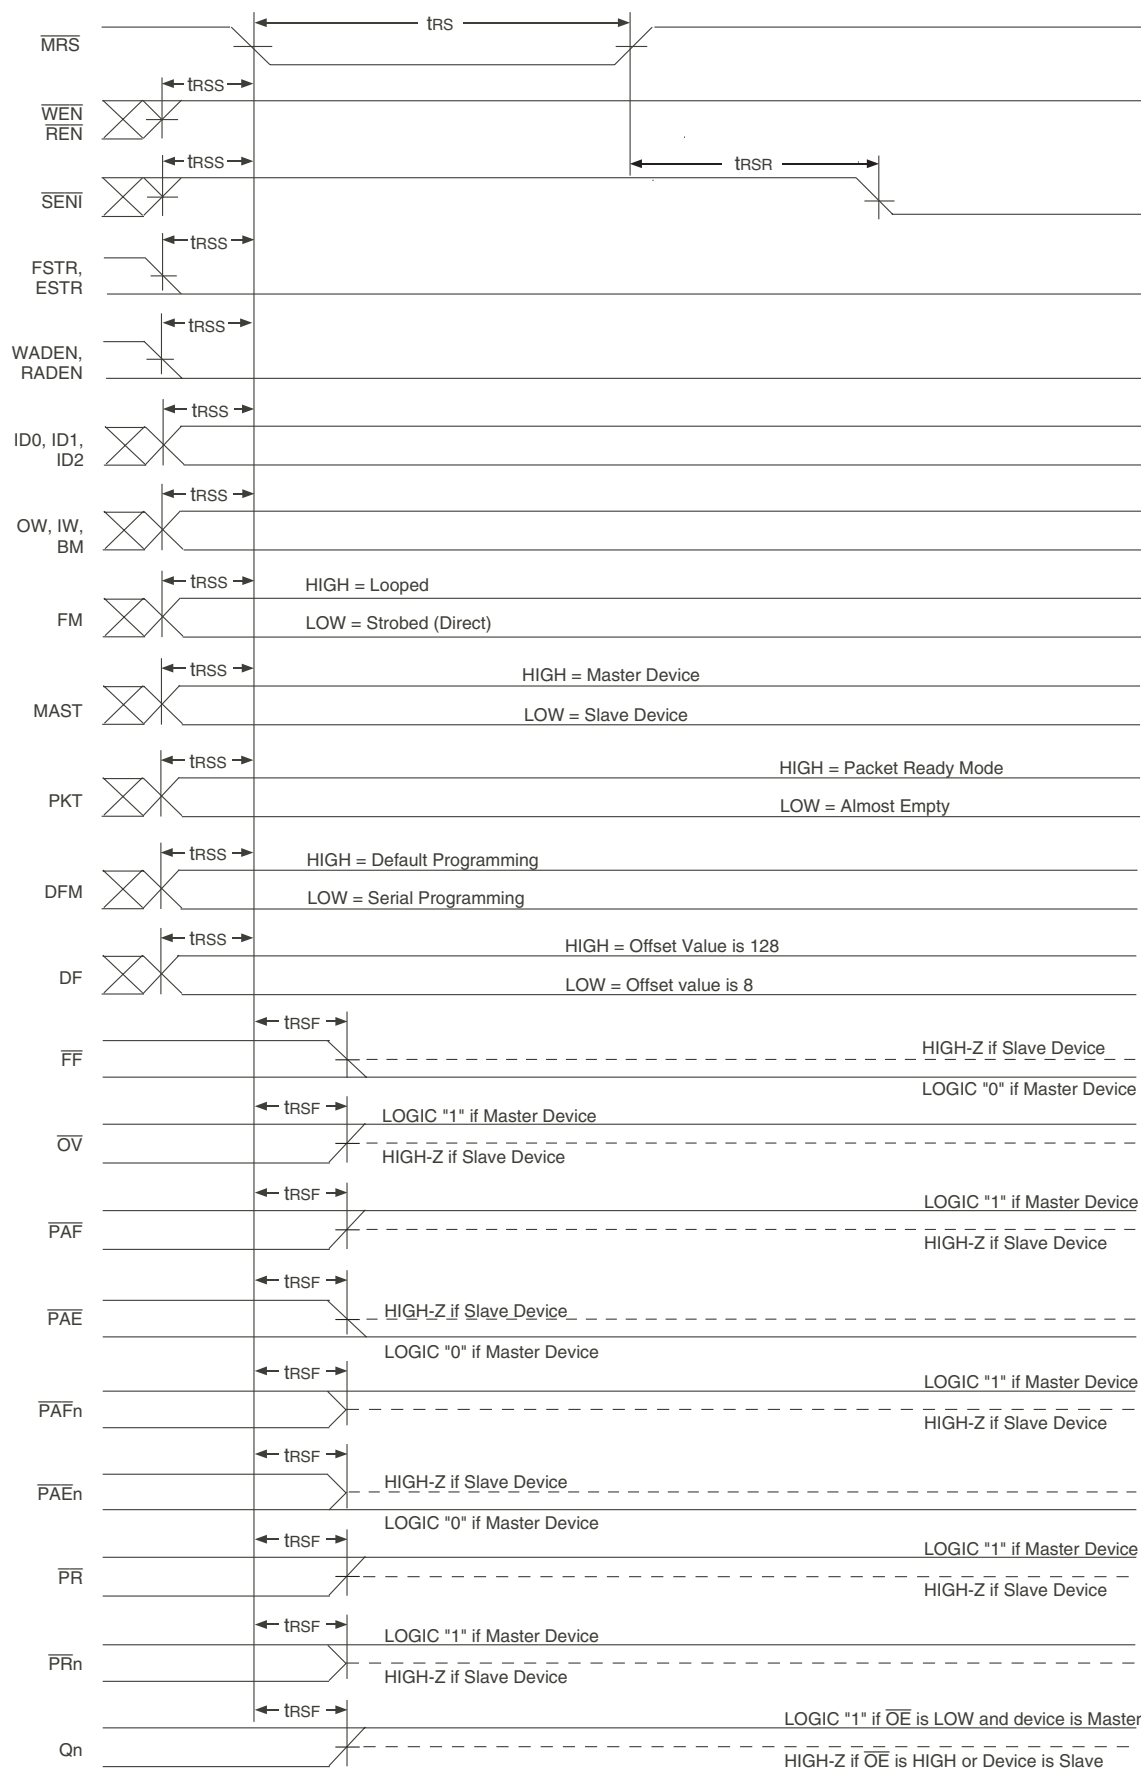 tRS
MRS
tRSS
WEN
REN
tRSS
tRSR
SENI
tRSS
FSTR,
ESTR
tRSS
WADEN,
RADEN
tRSS
ID0, ID1,
ID2
tRSS
OW, IW,
BM
tRSS
HIGH = Looped
FM
LOW = Strobed (Direct)
tRSS
HIGH = Master Device
MAST
LOW = Slave Device
tRSS
HIGH = Packet Ready Mode
PKT
LOW = Almost Empty
tRSS
HIGH = Default Programming
DFM
LOW = Serial Programming
tRSS
HIGH = Offset Value is 128
DF
LOW = Offset value is 8
tRSF
FF
HIGH-Z if Slave Device
LOGIC "0" if Master Device
tRSF
LOGIC "1" if Master Device
OV
HIGH-Z if Slave Device
tRSF
LOGIC "1" if Master Device
PAF
HIGH-Z if Slave Device
tRSF
PAE
HIGH-Z if Slave Device
LOGIC "0" if Master Device
tRSF
LOGIC "1" if Master Device
PAFn
HIGH-Z if Slave Device
tRSF
HIGH-Z if Slave Device
PAEn
LOGIC "0" if Master Device
tRSF
LOGIC "1" if Master Device
PR
HIGH-Z if Slave Device
tRSF
LOGIC "1" if Master Device
PRn
HIGH-Z if Slave Device
tRSF
LOGIC "1" if OE is LOW and device is Master
Qn
HIGH-Z if OE is HIGH or Device is Slave